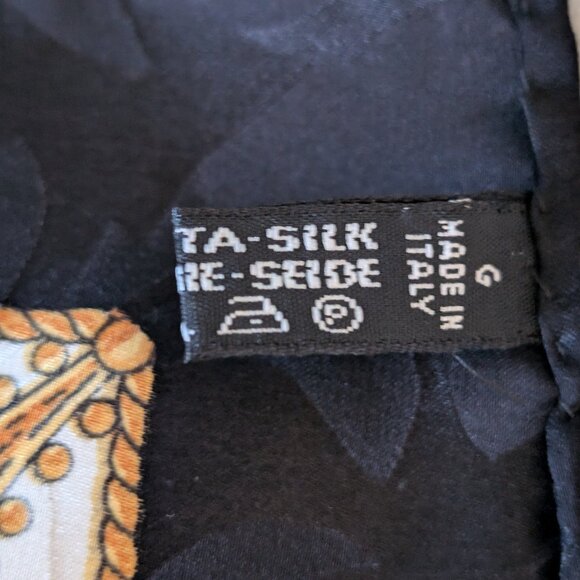 TA-SILK
RE-SEIDE
P
MADE IN
ITALY
G